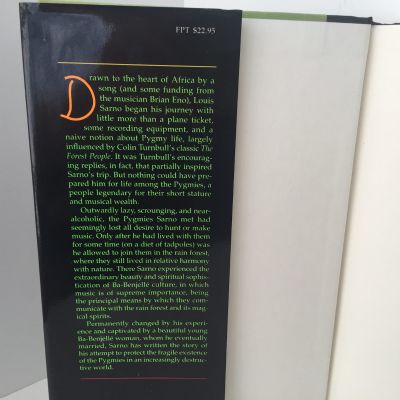 FPT $22.95
Drawn to the heart of Africa by a
song (and some funding from
the musician Brian Eno), Louis
Sarno began his journey with
little more than a plane ticket,
some recording equipment, and a
naive notion about Pygmy life, largely
influenced by Colin Turnbull's classic The
Forest People. It was Turnbull's encourag-
ing replies, in fact, that partially inspired
Sarno's trip. But nothing could have pre-
pared him for life among the Pygmies, a
people legendary for their short stature
and musical wealth.
Outwardly lazy, scrounging, and near-
alcoholic, the Pygmies Sarno met had
seemingly lost all desire to hunt or make
music. Only after he had lived with them
for some time (on a diet of tadpoles) was
he allowed to join them in the rain forest,
where they still lived in relative harmony
with nature. There Sarno experienced the
extraordinary beauty and spiritual sophis-
tication of Ba-Benjellé culture, in which
music is of supreme importance, being
the principal means by which they com-
municate with the rain forest and its mag-
ical spirits.
Permanently changed by his experi-
ence and captivated by a beautiful young
Ba-Benjellé woman, whom he eventually
married, Sarno has written the story of
his attempt to protect the fragile existence
of the Pygmies in an increasingly destruc-
tive world.